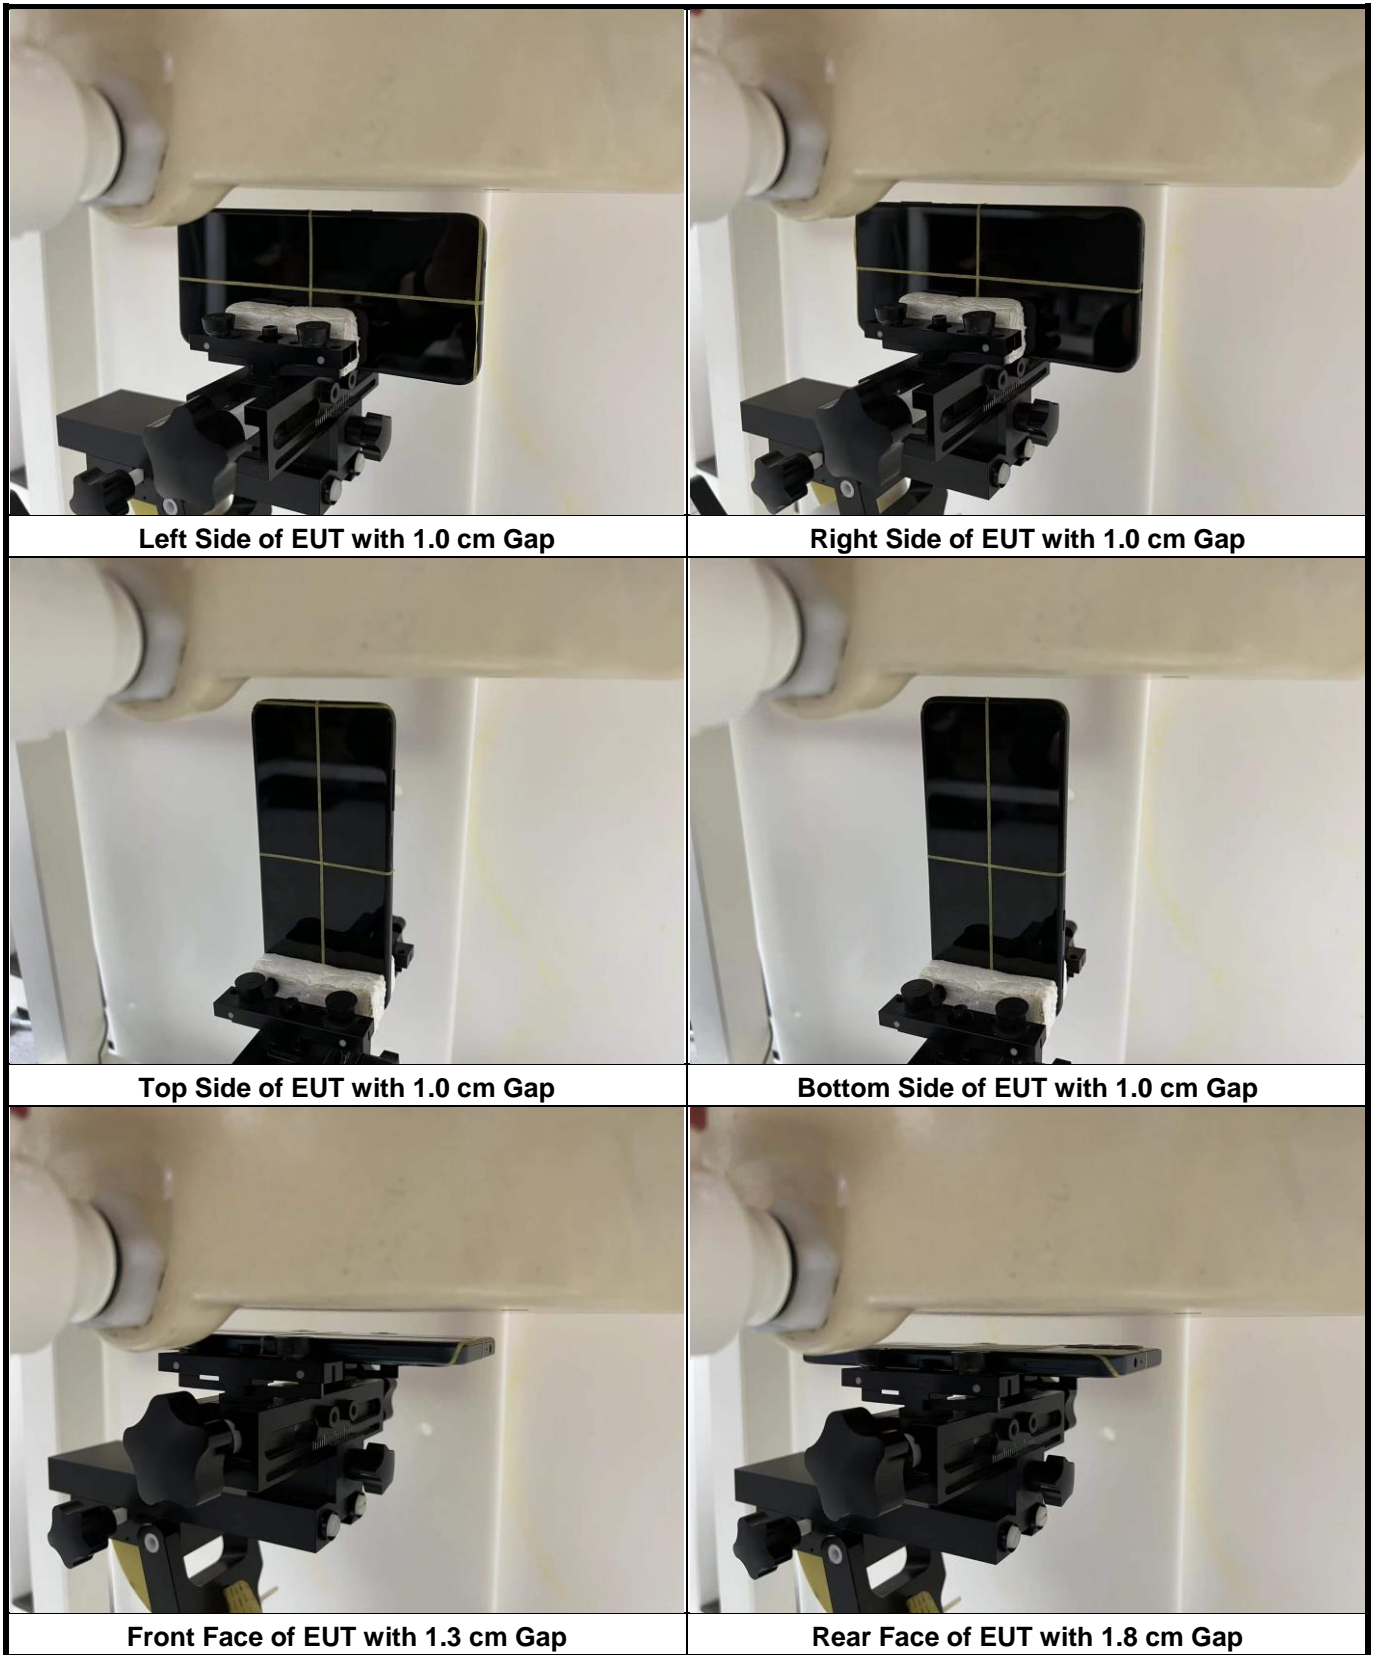 Left Side of EUT with 1.0 cm Gap
Right Side of EUT with 1.0 cm Gap
Top Side of EUT with 1.0 cm Gap
Bottom Side of EUT with 1.0 cm Gap
Front Face of EUT with 1.3 cm Gap
Rear Face of EUT with 1.8 cm Gap